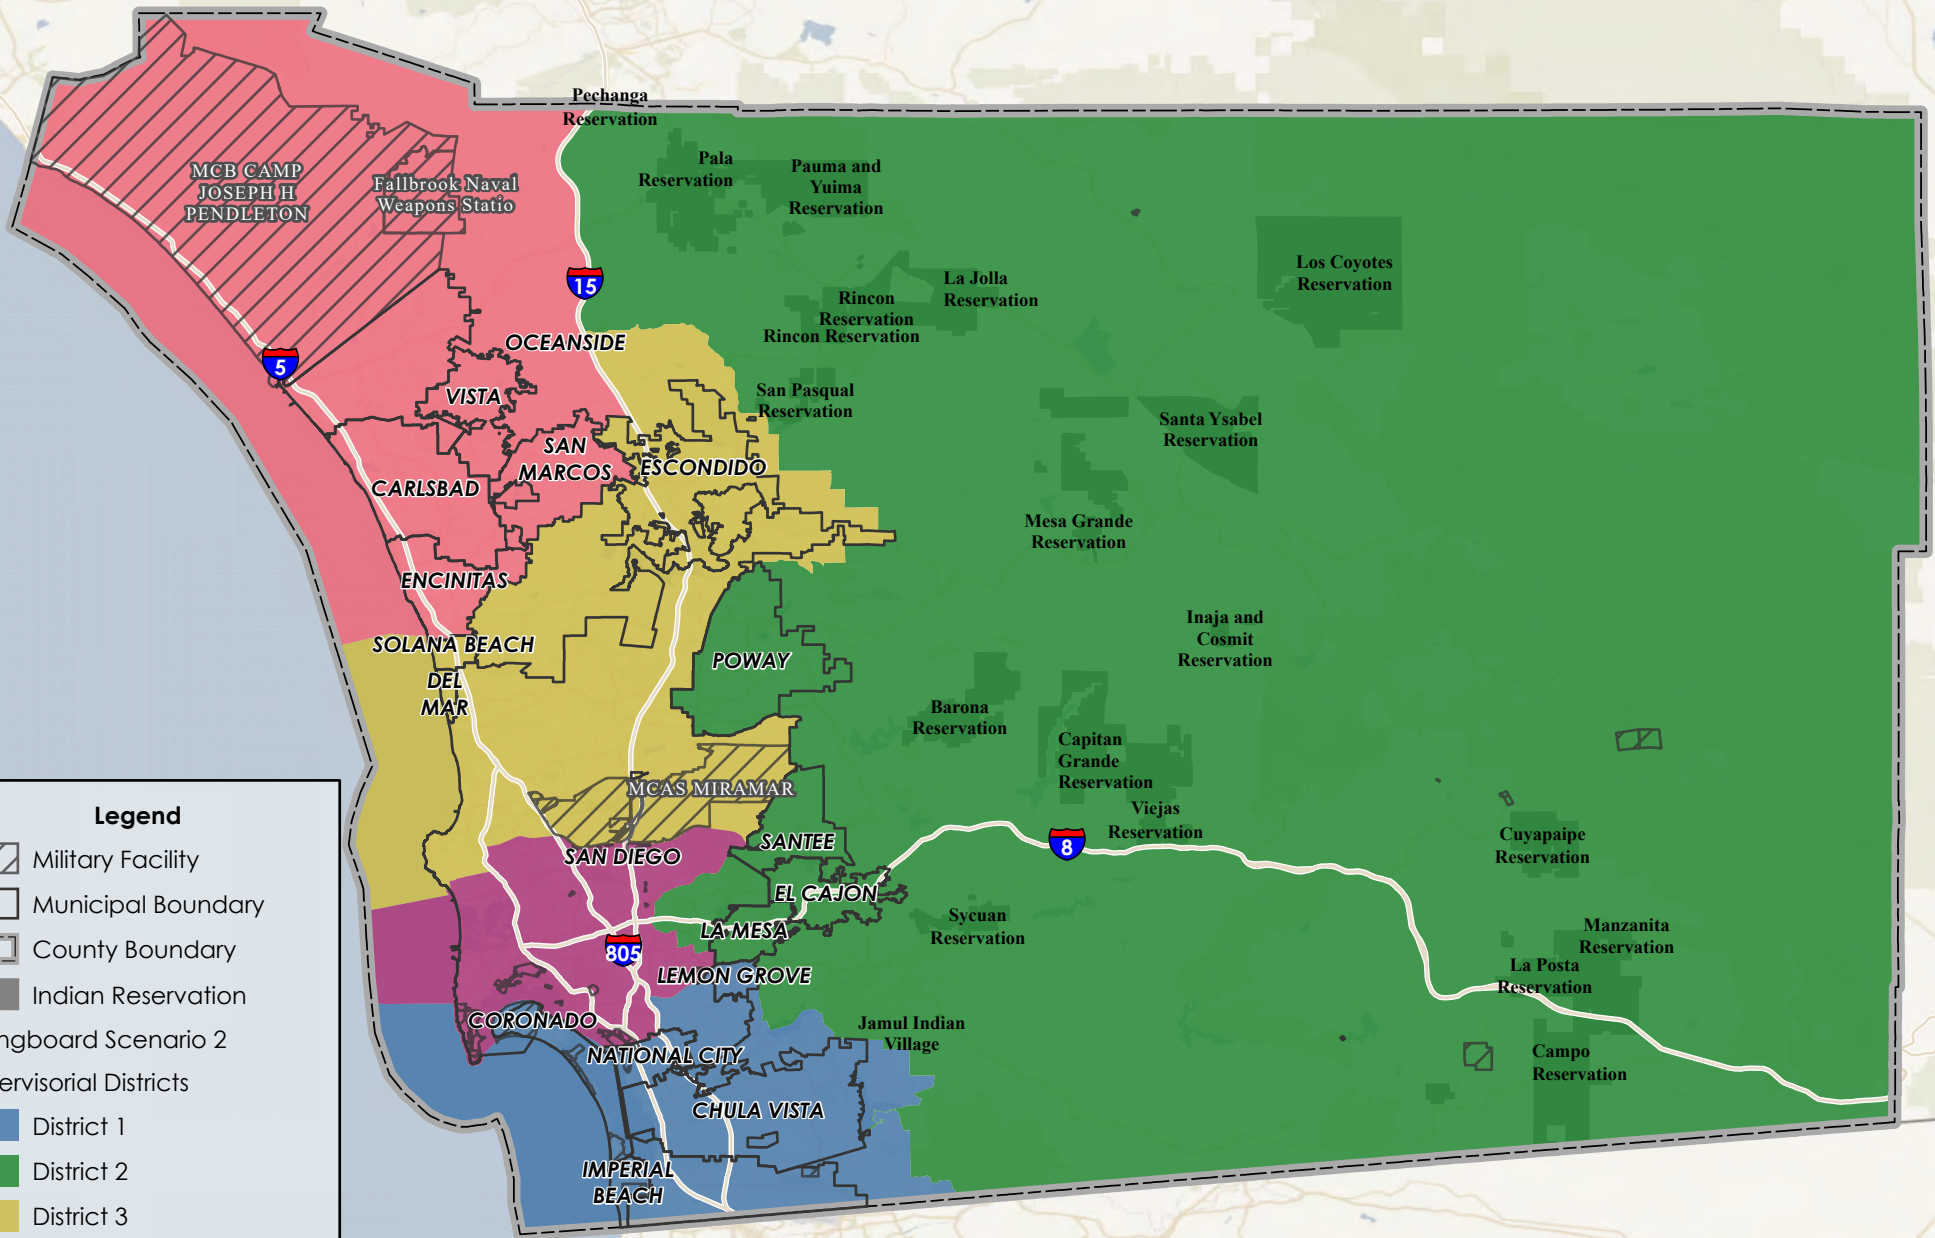 Pechanga
Reservation
Pala
Reservation
Pauma and
Yuima
Reservation
MCB CAMP
JOSEPH H
PENDLETON
Fallbrook Naval
Weapons Statio
15
La Jolla
Reservation
Los Coyotes
Reservation
Rincon
Reservation
Rincon Reservation
OCEANSIDE
5
VISTA
San Pasqual
Reservation
Santa Ysabel
Reservation
SAN
MARCOS
ESCONDIDO
CARLSBAD
Mesa Grande
Reservation
ENCINITAS
Inaja and
Cosmit
Reservation
SOLANA BEACH
POWAY
DEL
MAR
Barona
Reservation
Capitan
Grande
Reservation
MCAS MIRAMAR
Viejas
Reservation
SANTEE
8
Cuyapaipe
Reservation
SAN DIEGO
EL CAJON
Sycuan
Reservation
LA MESA
Manzanita
Reservation
805
LEMON GROVE
La Posta
Reservation
CORONADO
Jamul Indian
Village
NATIONAL CITY
Campo
Reservation
CHULA VISTA
IMPERIAL
BEACH
Legend
Military Facility
Municipal Boundary
County Boundary
Indian Reservation
ngboard Scenario 2
ervisorial Districts
District 1
District 2
District 3